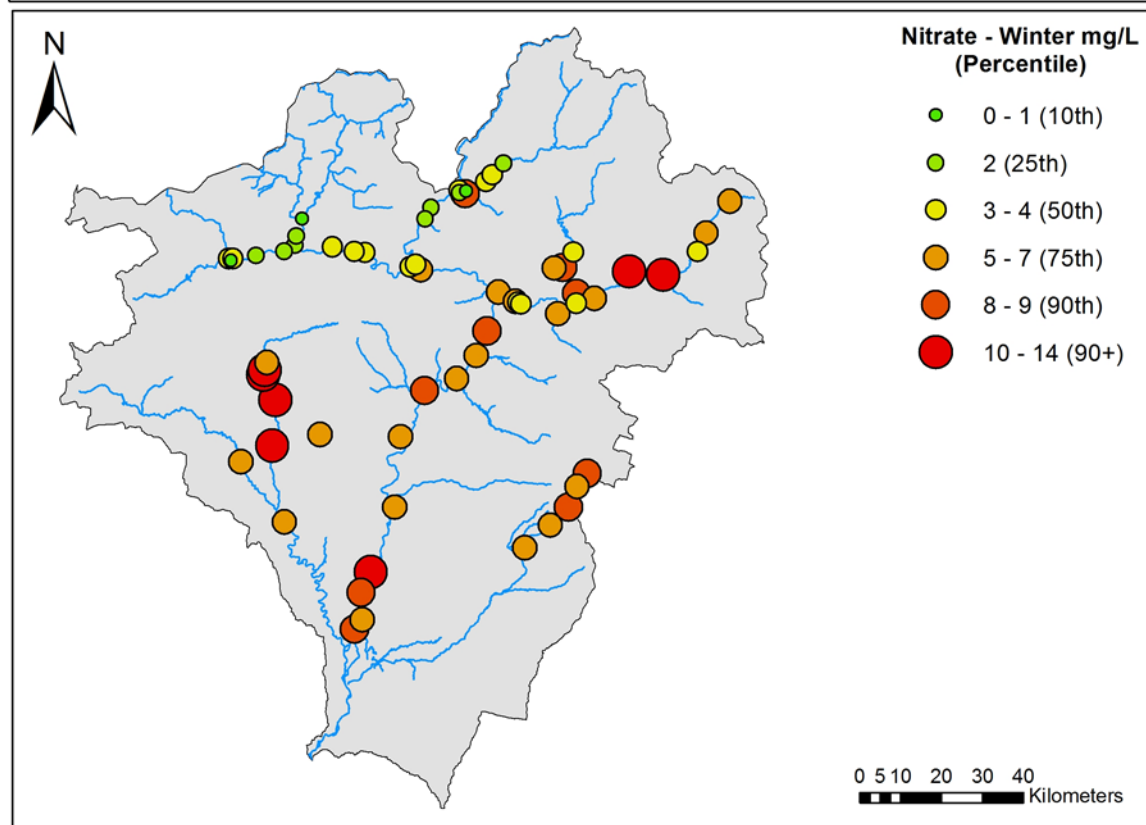 N
Nitrate - Winter mg/L
(Percentile)
0 - 1 (10th)
2 (25th)
3 - 4 (50th)
5 - 7 (75th)
8 - 9 (90th)
10 - 14 (90+)
0 5 10 20 30 40
Kilometers